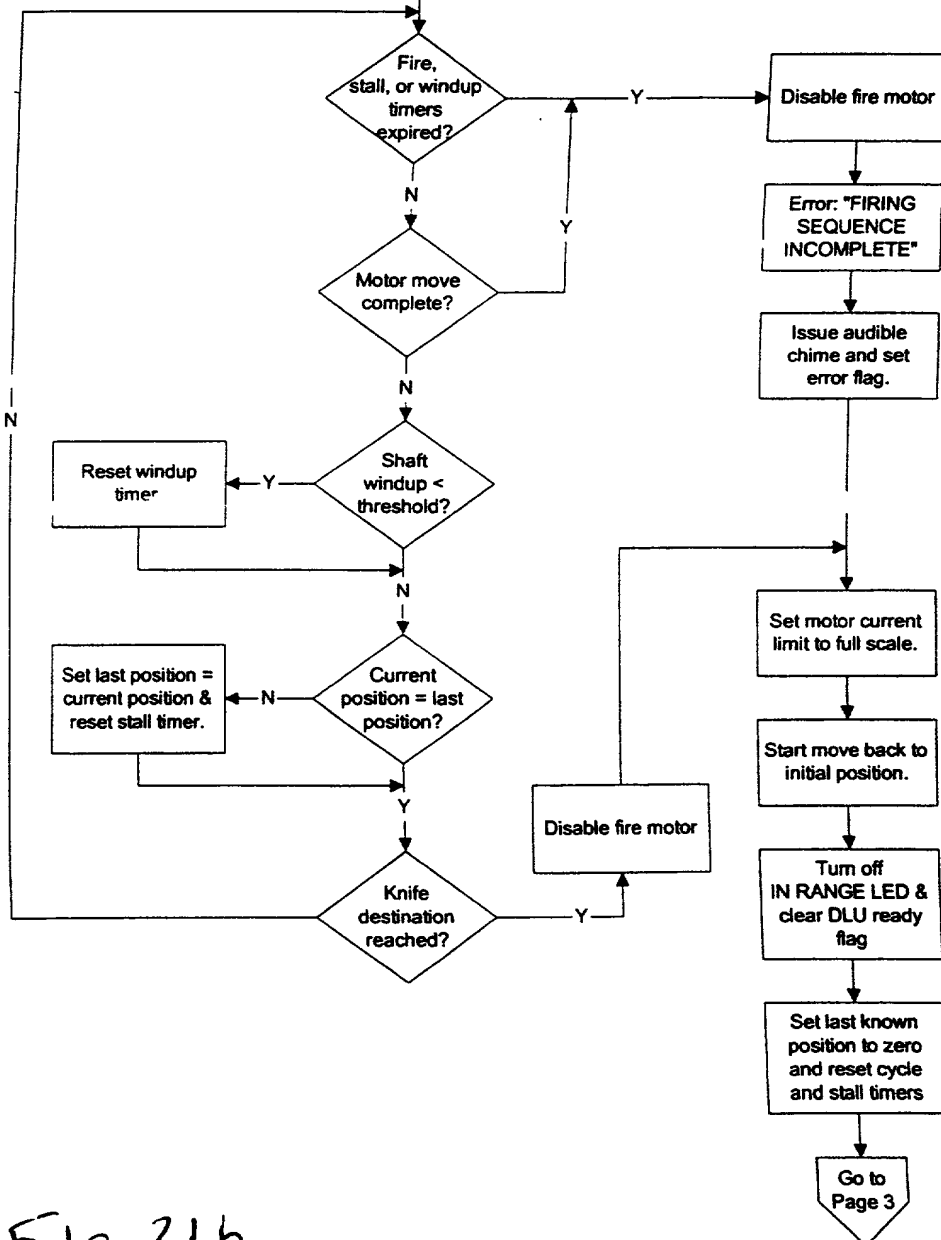 Fire,
stall, or windup
timers
expired?
Y
Disable fire motor
N
Y
Error: "FIRING
SEQUENCE
INCOMPLETE"
Motor move
complete?
Issue audible
chime and set
error flag.
N
N
Shaft
windup <
threshold?
Y
Reset windup
timer
N
Set motor current
limit to full scale.
Current
position = last
position?
N
Set last position =
current position &
reset stall timer.
Start move back to
initial position.
Y
Disable fire motor
Knife
destination
reached?
Y
Turn off
IN RANGE LED &
clear DLU ready
flag
Set last known
position to zero
and reset cycle
and stall timers
Go to
Page 3
Fig. 21b